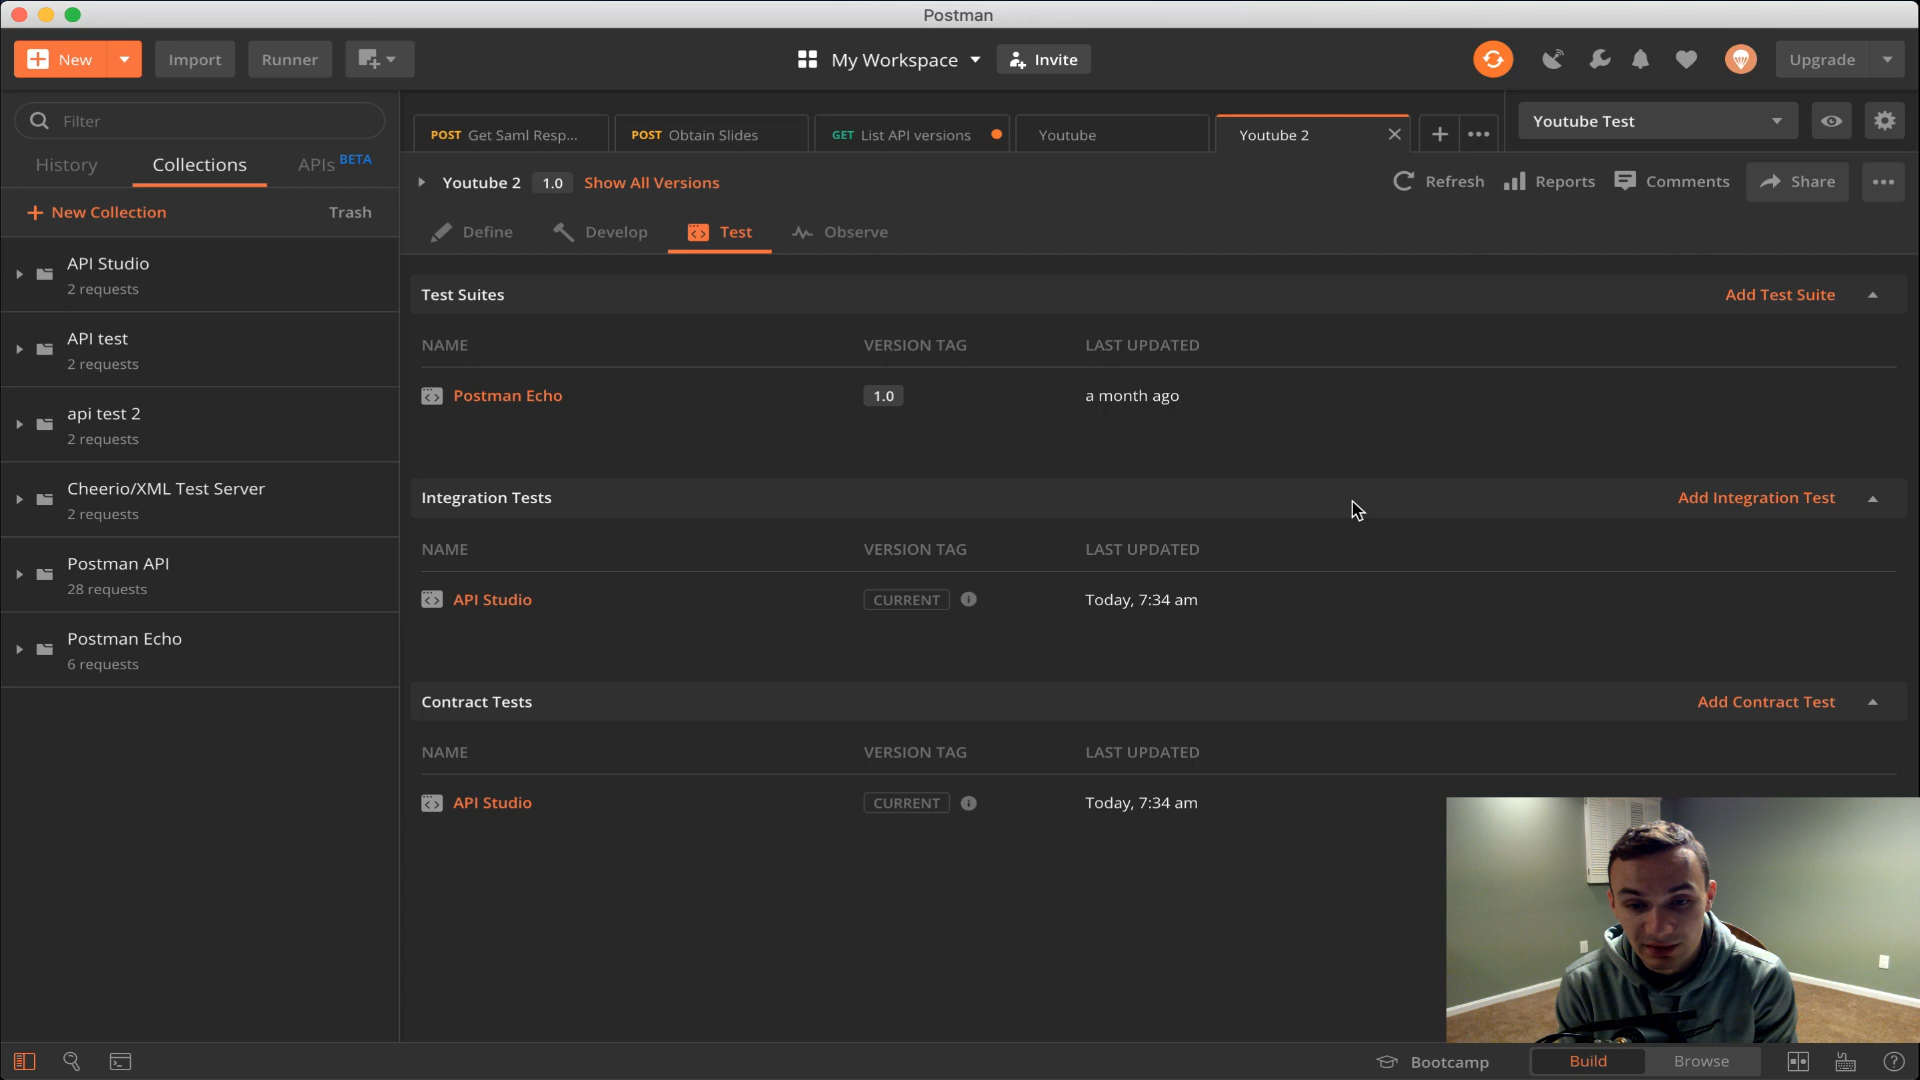 Postman
New
Import
Runner
My Workspace
Invite
Upgrade
Filter
History
Collections
APIs BETA
New Collection
Trash
API Studio
2 requests
API test
2 requests
api test 2
2 requests
Cheerio/XML Test Server
2 requests
Postman API
28 requests
Postman Echo
6 requests
POST Get Saml Resp...
POST Obtain Slides
GET List API versions
Youtube
Youtube 2
Youtube Test
Youtube 2 1.0 Show All Versions
Refresh
Reports
Comments
Share
Define
Develop
Test
Observe
Test Suites
Add Test Suite
NAME VERSION TAG LAST UPDATED
Postman Echo 1.0 a month ago
Integration Tests
Add Integration Test
NAME VERSION TAG LAST UPDATED
API Studio CURRENT Today, 7:34 am
Contract Tests
Add Contract Test
NAME VERSION TAG LAST UPDATED
API Studio CURRENT Today, 7:34 am
Bootcamp
Build
Browse